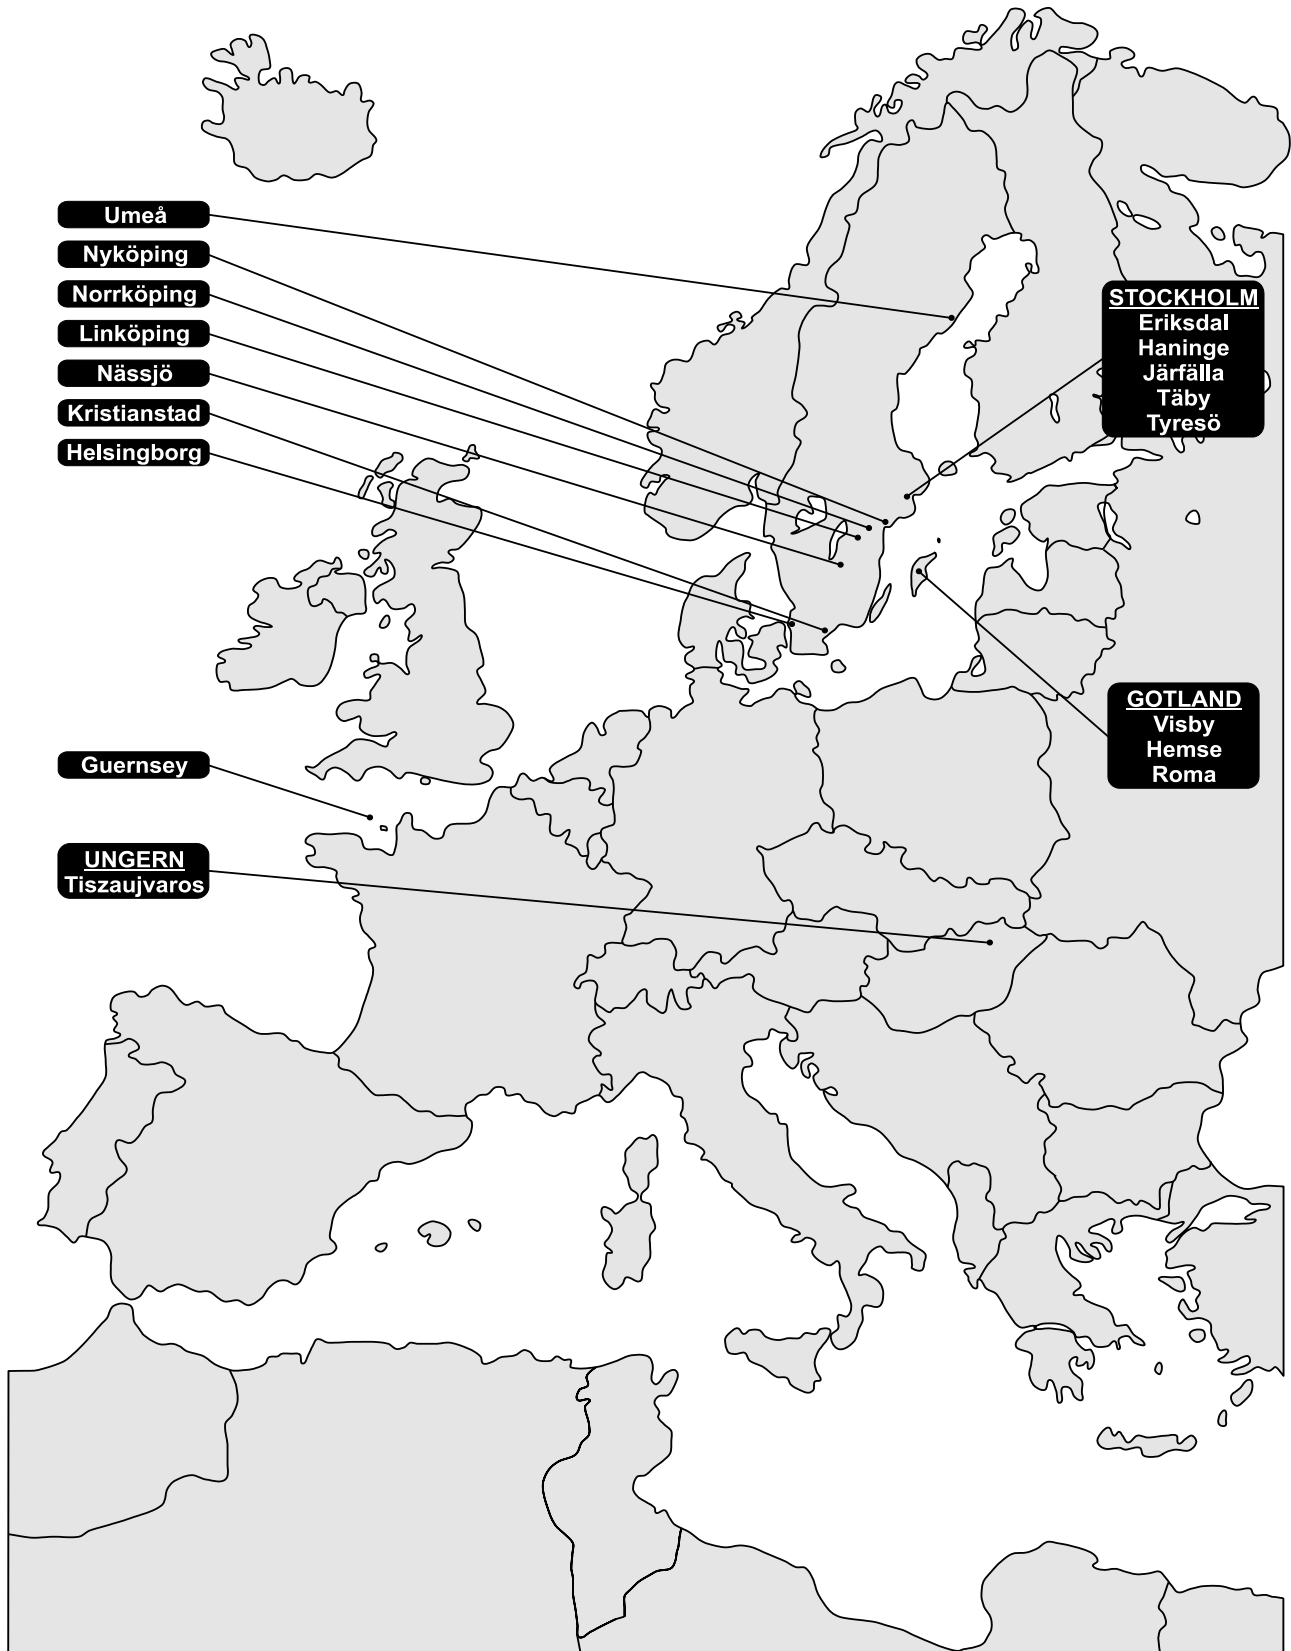 Umeå
Nyköping
Norrköping
Linköping
Nässjö
Kristianstad
Helsingborg
STOCKHOLM
Eriksdal
Haninge
Järfälla
Täby
Tyresö
GOTLAND
Visby
Hemse
Roma
Guernsey
UNGERN
Tiszaujvaros